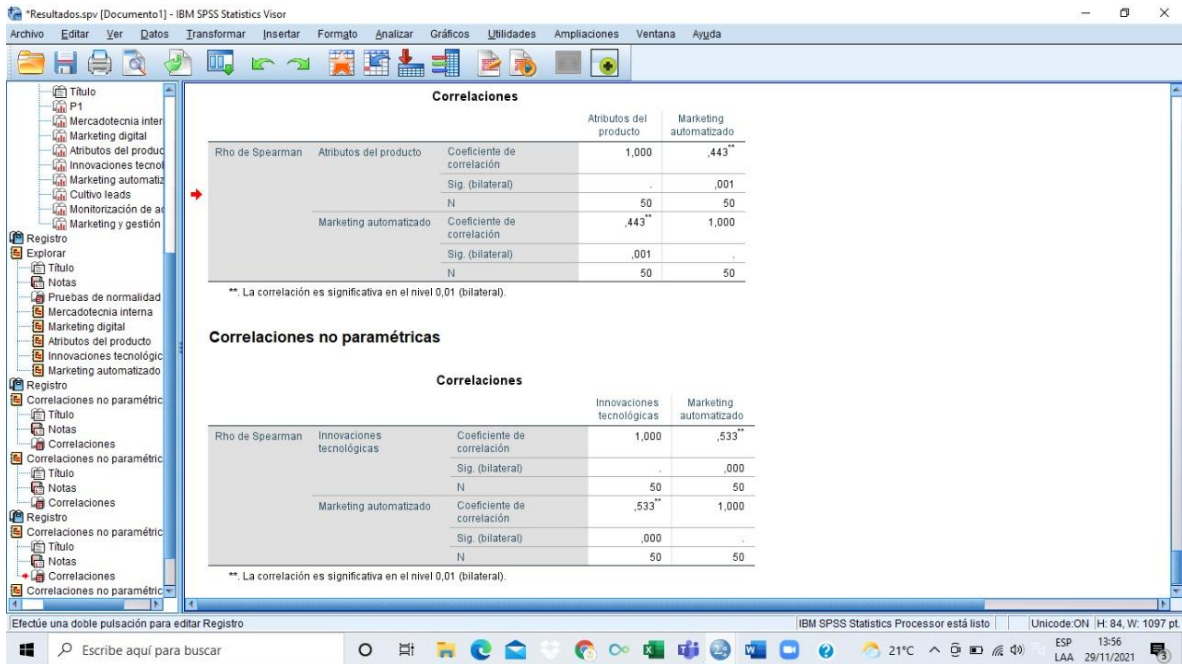 *Resultados.spv [Documento1] - IBM SPSS Statistics Visor
Archivo Editar Ver Datos Transformar Insertar Formato Analizar Gráficos Utilidades Ampliaciones Ventana Ayuda
Título
P1
Mercadotecnia inter
Marketing digital
Atributos del produc
Innovaciones tecnol
Marketing automatiz
Cultivo leads
Monitorización de ac
Marketing y gestión
Registro
Explorar
Título
Notas
Pruebas de normalidad
Mercadotecnia interna
Marketing digital
Atributos del producto
Innovaciones tecnológic
Marketing automatizado
Registro
Correlaciones no paramétric
Título
Notas
Correlaciones
Correlaciones no paramétric
Título
Notas
Correlaciones
Registro
Correlaciones no paramétric
Título
Notas
Correlaciones
Correlaciones no paramétric
Correlaciones
Atributos del producto Marketing automatizado
Rho de Spearman Atributos del producto Coeficiente de correlación 1,000 ,443**
Sig. (bilateral) . ,001
N 50 50
Marketing automatizado Coeficiente de correlación ,443** 1,000
Sig. (bilateral) ,001 .
N 50 50
**. La correlación es significativa en el nivel 0,01 (bilateral).
Correlaciones no paramétricas
Correlaciones
Innovaciones tecnológicas Marketing automatizado
Rho de Spearman Innovaciones tecnológicas Coeficiente de correlación 1,000 ,533**
Sig. (bilateral) . ,000
N 50 50
Marketing automatizado Coeficiente de correlación ,533** 1,000
Sig. (bilateral) ,000 .
N 50 50
**. La correlación es significativa en el nivel 0,01 (bilateral).
Efectúe una doble pulsación para editar Registro
IBM SPSS Statistics Processor está listo
Unicode:ON H: 84, W: 1097 pt.
Escribe aquí para buscar
21°C
ESP
LAA
13:56
29/11/2021